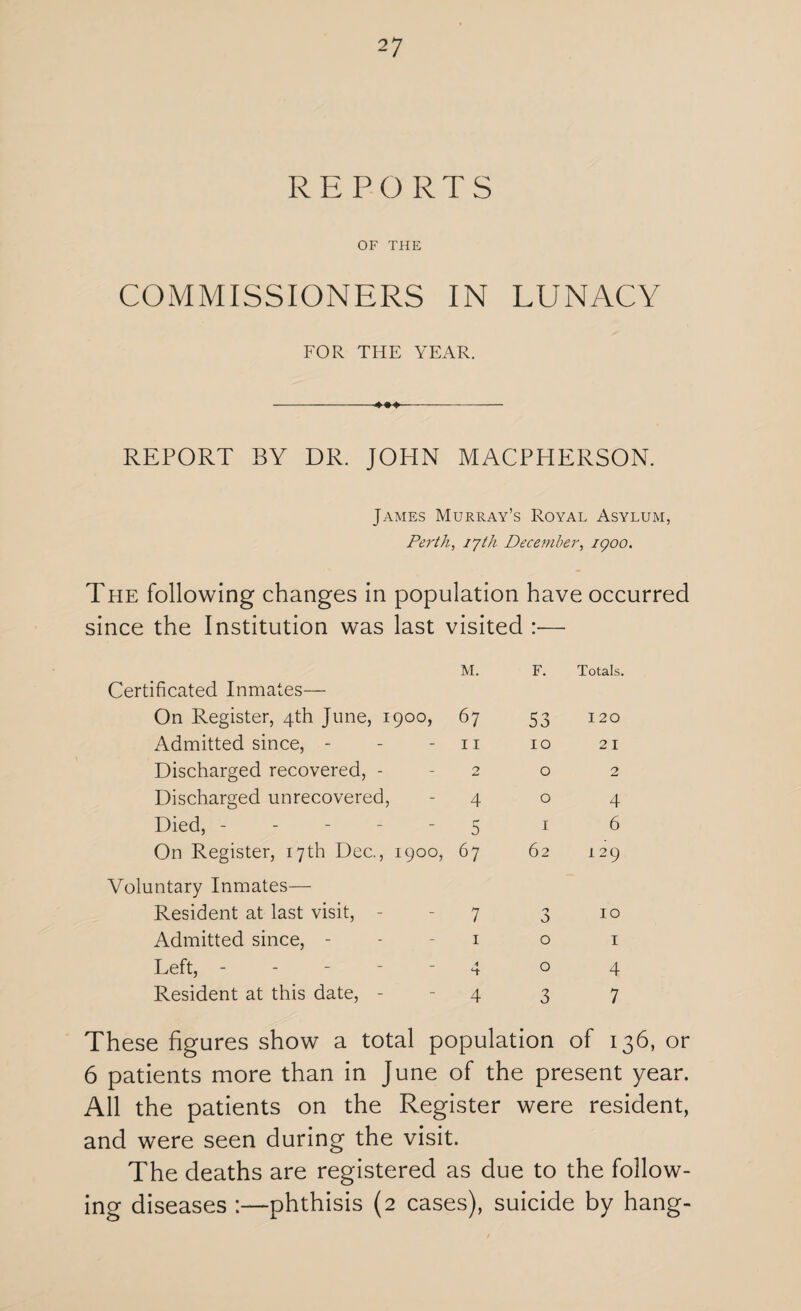 27
REPORTS
OF THE
COMMISSIONERS IN LUNACY
FOR THE YEAR.
REPORT BY DR. JOHN MACPHERSON.
James Murray's Royal Asylum,
Perth, 17th December, 1900.
The following changes in population have occurred
since the Institution was last visited :—
M. F. Totals.
Certificated Inmates—
On Register, 4th June, 1900, 67 53 120
Admitted since, - - - 11 10 21
Discharged recovered, - - 2 0 2
Discharged unrecovered, - 4 0 4
Died, - - - - - 5 1 6
On Register, 17th Dec., 1900, 67 62 129
Voluntary Inmates—
Resident at last visit, - - 7 3 10
Admitted since, - - - 1 0 1
Left, - - - - - 4 0 4
Resident at this date, - - 4 3 7
These figures show a total population of 136, or
6 patients more than in June of the present year.
All the patients on the Register were resident,
and were seen during the visit.
The deaths are registered as due to the follow-
ing diseases :—phthisis (2 cases), suicide by hang-